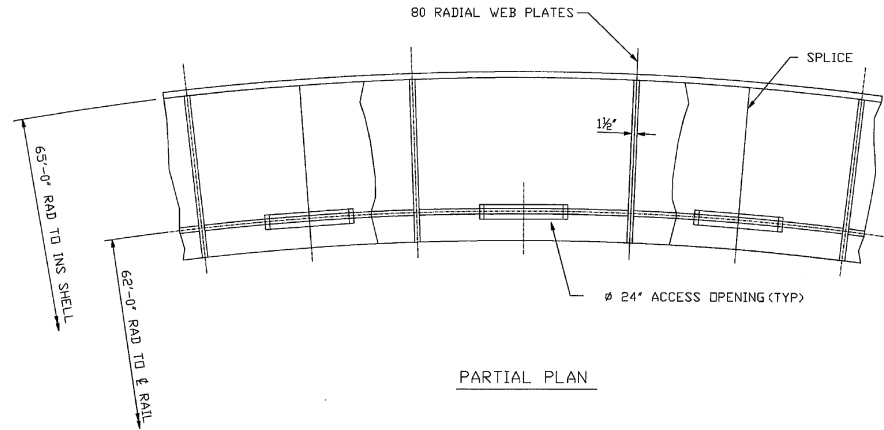 80 RADIAL WEB PLATES
SPLICE
1½"
65'-0" RAD TO INS SHELL
62'-0" RAD TO ℄ RAIL
ø 24" ACCESS OPENING (TYP)
PARTIAL PLAN